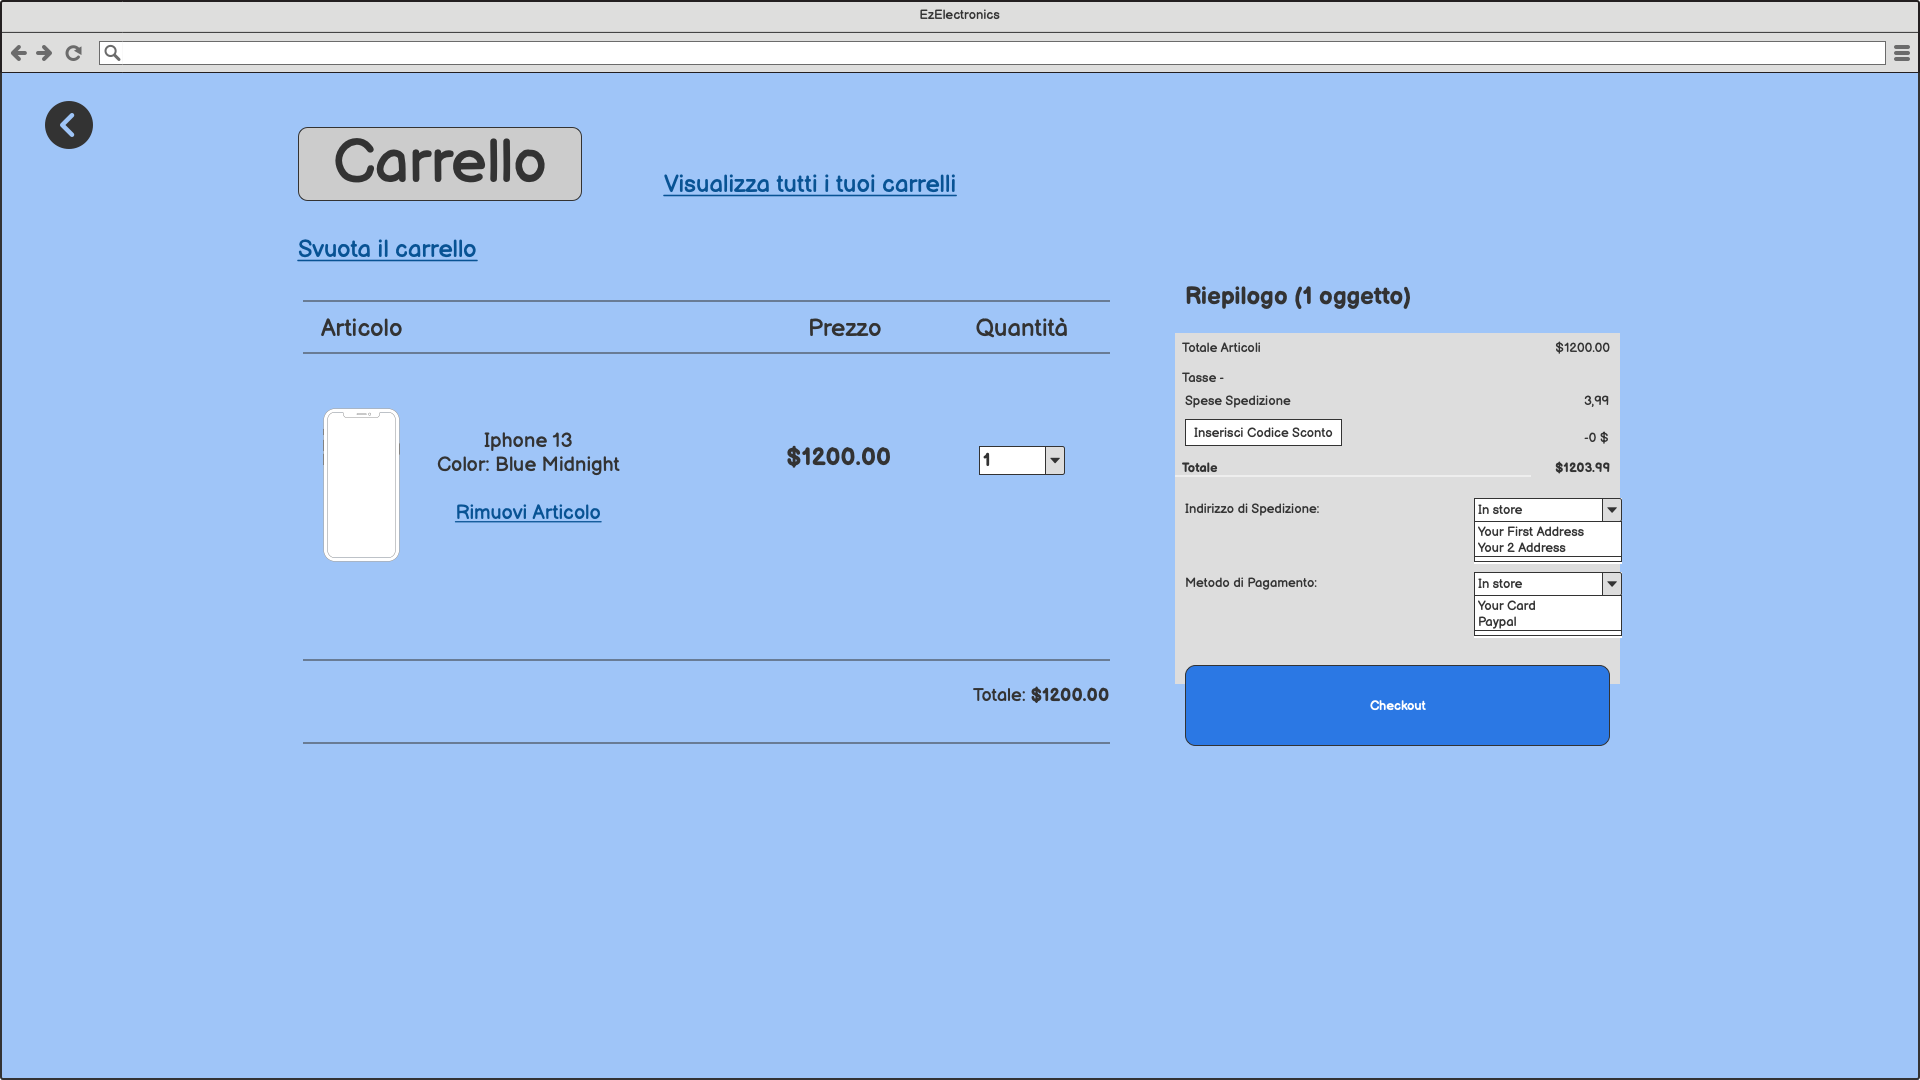 EzElectronics
Carrello
Visualizza tutti i tuoi carrelli
Svuota il carrello
Articolo Prezzo Quantità
Iphone 13
Color: Blue Midnight
$1200.00
1
Rimuovi Articolo
Totale: $1200.00
Riepilogo (1 oggetto)
Totale Articoli $1200.00
Tasse -
Spese Spedizione 3,99
Inserisci Codice Sconto -0 $
Totale $1203.99
Indirizzo di Spedizione: In store
Your First Address
Your 2 Address
Metodo di Pagamento: In store
Your Card
Paypal
Checkout